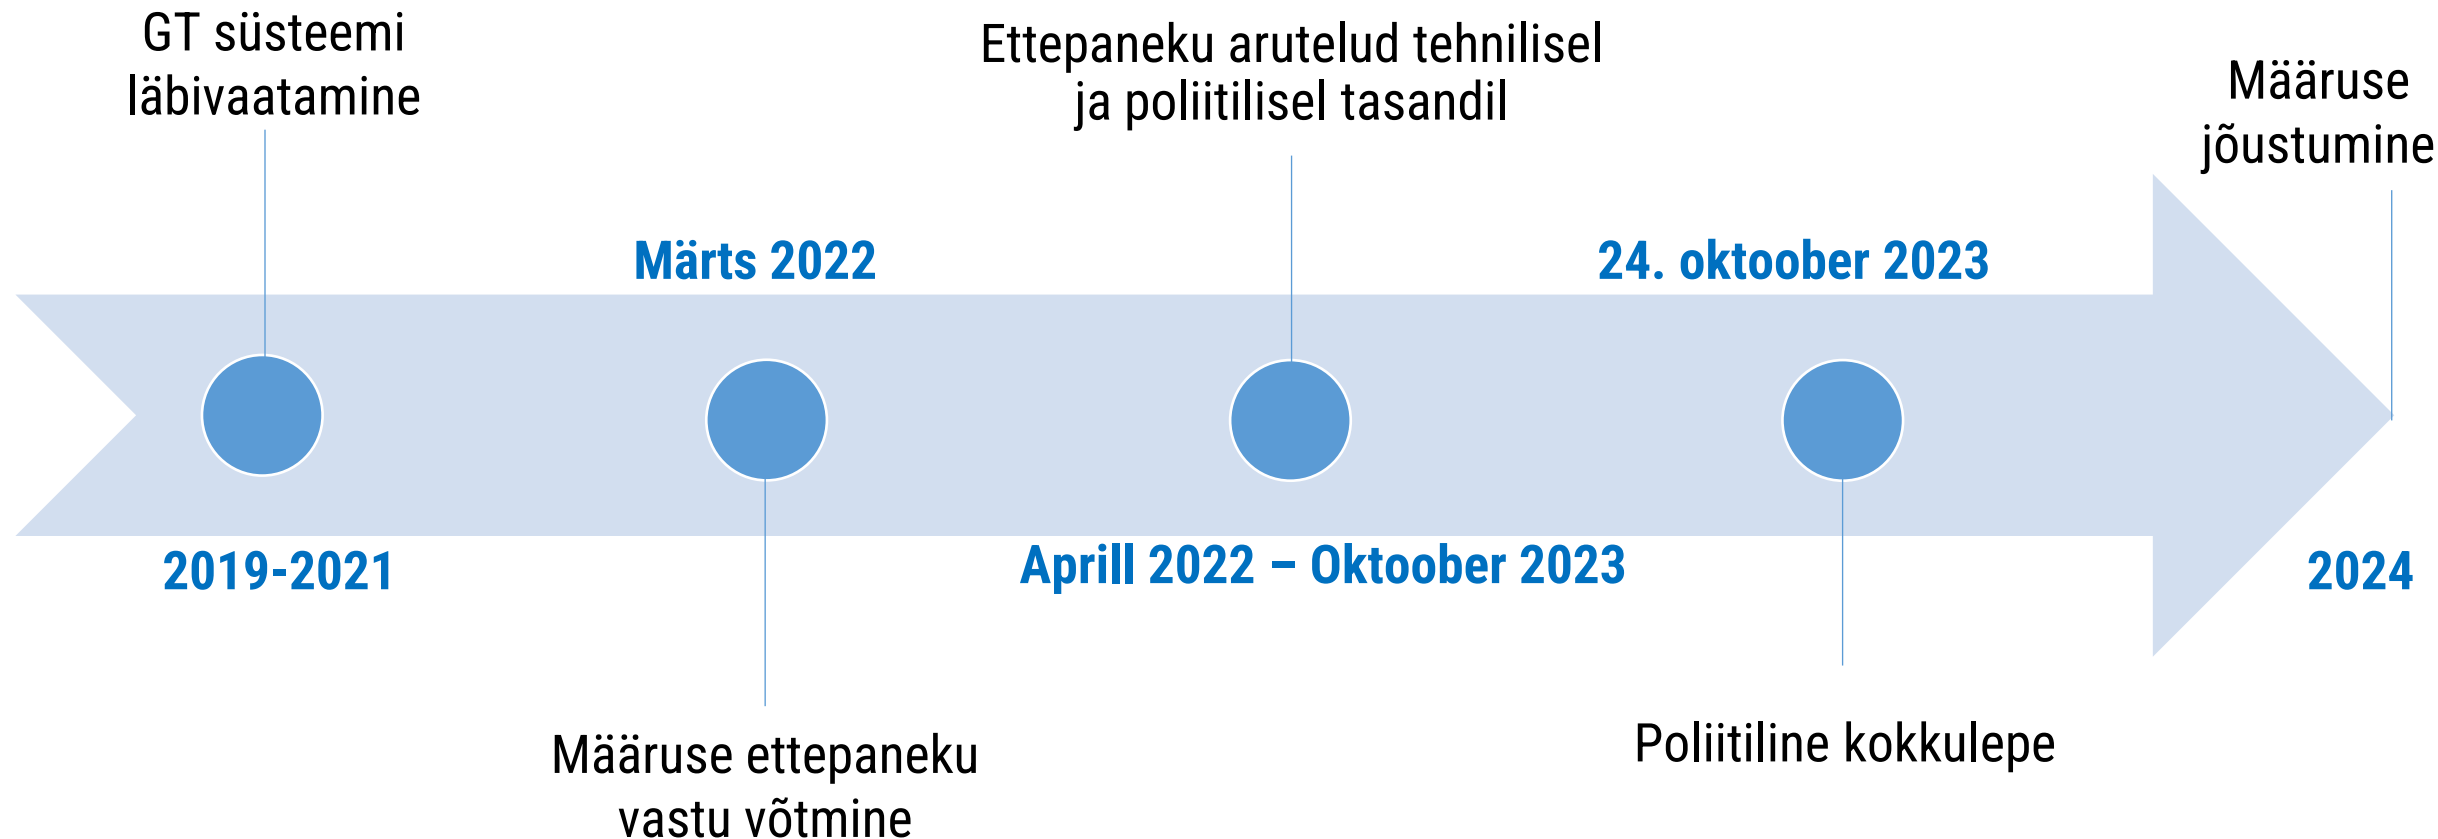 GT süsteemi
läbivaatamine
Ettepaneku arutelud tehnilisel
ja poliitilisel tasandil
Määruse
jõustumine
Märts 2022
24. oktoober 2023
2019-2021
Aprill 2022 – Oktoober 2023
2024
Määruse ettepaneku
vastu võtmine
Poliitiline kokkulepe